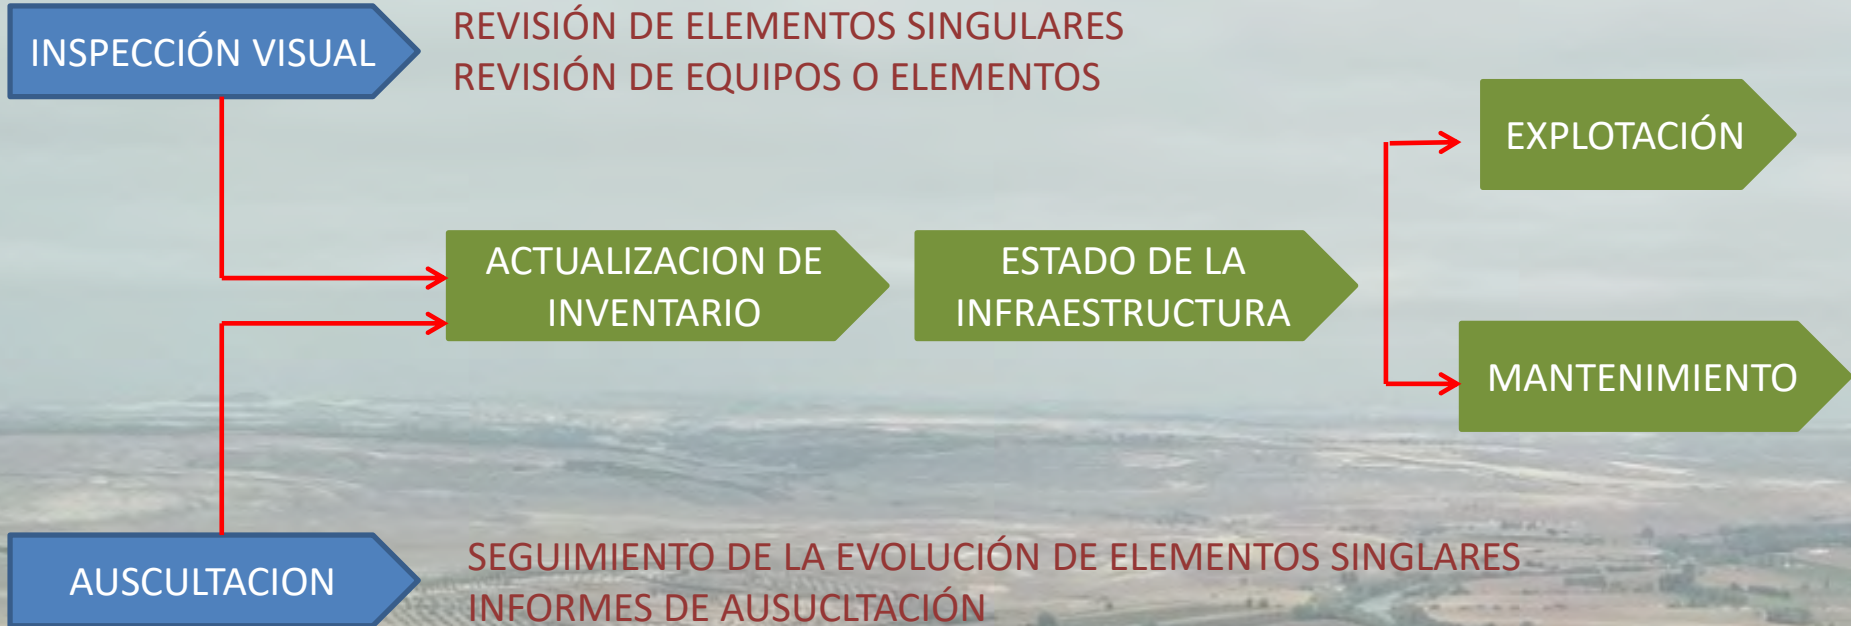 INSPECCIÓN VISUAL
REVISIÓN DE ELEMENTOS SINGULARES
REVISIÓN DE EQUIPOS O ELEMENTOS
EXPLOTACIÓN
ACTUALIZACION DE
INVENTARIO
ESTADO DE LA
INFRAESTRUCTURA
MANTENIMIENTO
AUSCULTACION
SEGUIMIENTO DE LA EVOLUCIÓN DE ELEMENTOS SINGLARES
INFORMES DE AUSUCLTACIÓN